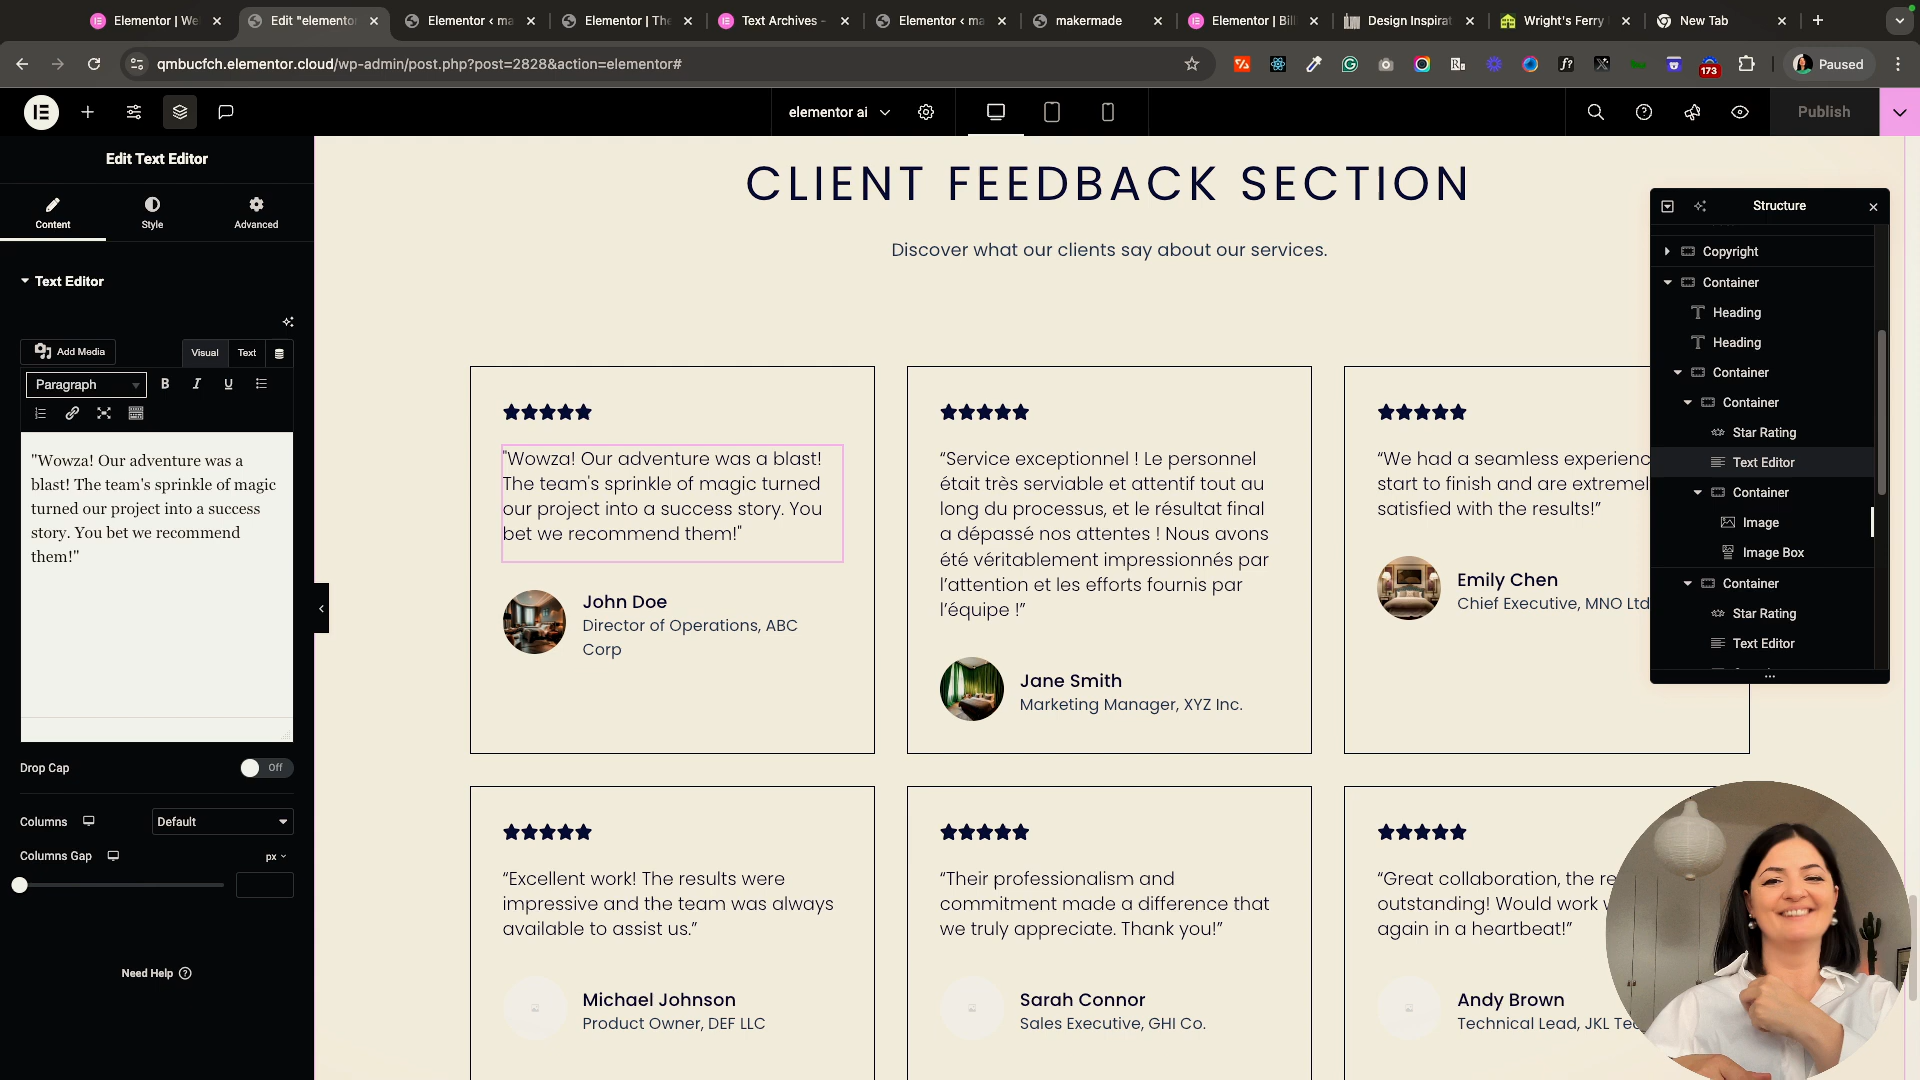 Elementor | We
Edit "elementor
Elementor ‹ ma
Elementor | The
Text Archives -
Elementor ‹ ma
makermade
Elementor | Bill
Design Inspirat
Wright's Ferry
New Tab
qmbucfch.elementor.cloud/wp-admin/post.php?post=2828&action=elementor#
173
Paused
elementor ai
Publish
Edit Text Editor
Content
Style
Advanced
Text Editor
Add Media
Visual
Text
Paragraph
B
I
U
"Wowza! Our adventure was a
blast! The team's sprinkle of magic
turned our project into a success
story. You bet we recommend
them!"
Drop Cap
Off
Columns
Default
Columns Gap
px
Need Help
CLIENT FEEDBACK SECTION
Discover what our clients say about our services.
"Wowza! Our adventure was a blast!
The team's sprinkle of magic turned
our project into a success story. You
bet we recommend them!"
John Doe
Director of Operations, ABC
Corp
“Service exceptionnel ! Le personnel
était très serviable et attentif tout au
long du processus, et le résultat final
a dépassé nos attentes ! Nous avons
été véritablement impressionnés par
l’attention et les efforts fournis par
l’équipe !”
Jane Smith
Marketing Manager, XYZ Inc.
“We had a seamless experienc
start to finish and are extremel
satisfied with the results!”
Emily Chen
Chief Executive, MNO Ltd
“Excellent work! The results were
impressive and the team was always
available to assist us.”
Michael Johnson
Product Owner, DEF LLC
“Their professionalism and
commitment made a difference that
we truly appreciate. Thank you!”
Sarah Connor
Sales Executive, GHI Co.
“Great collaboration, the re
outstanding! Would work w
again in a heartbeat!”
Andy Brown
Technical Lead, JKL Tec
Structure
Copyright
Container
Heading
Heading
Container
Container
Star Rating
Text Editor
Container
Image
Image Box
Container
Star Rating
Text Editor